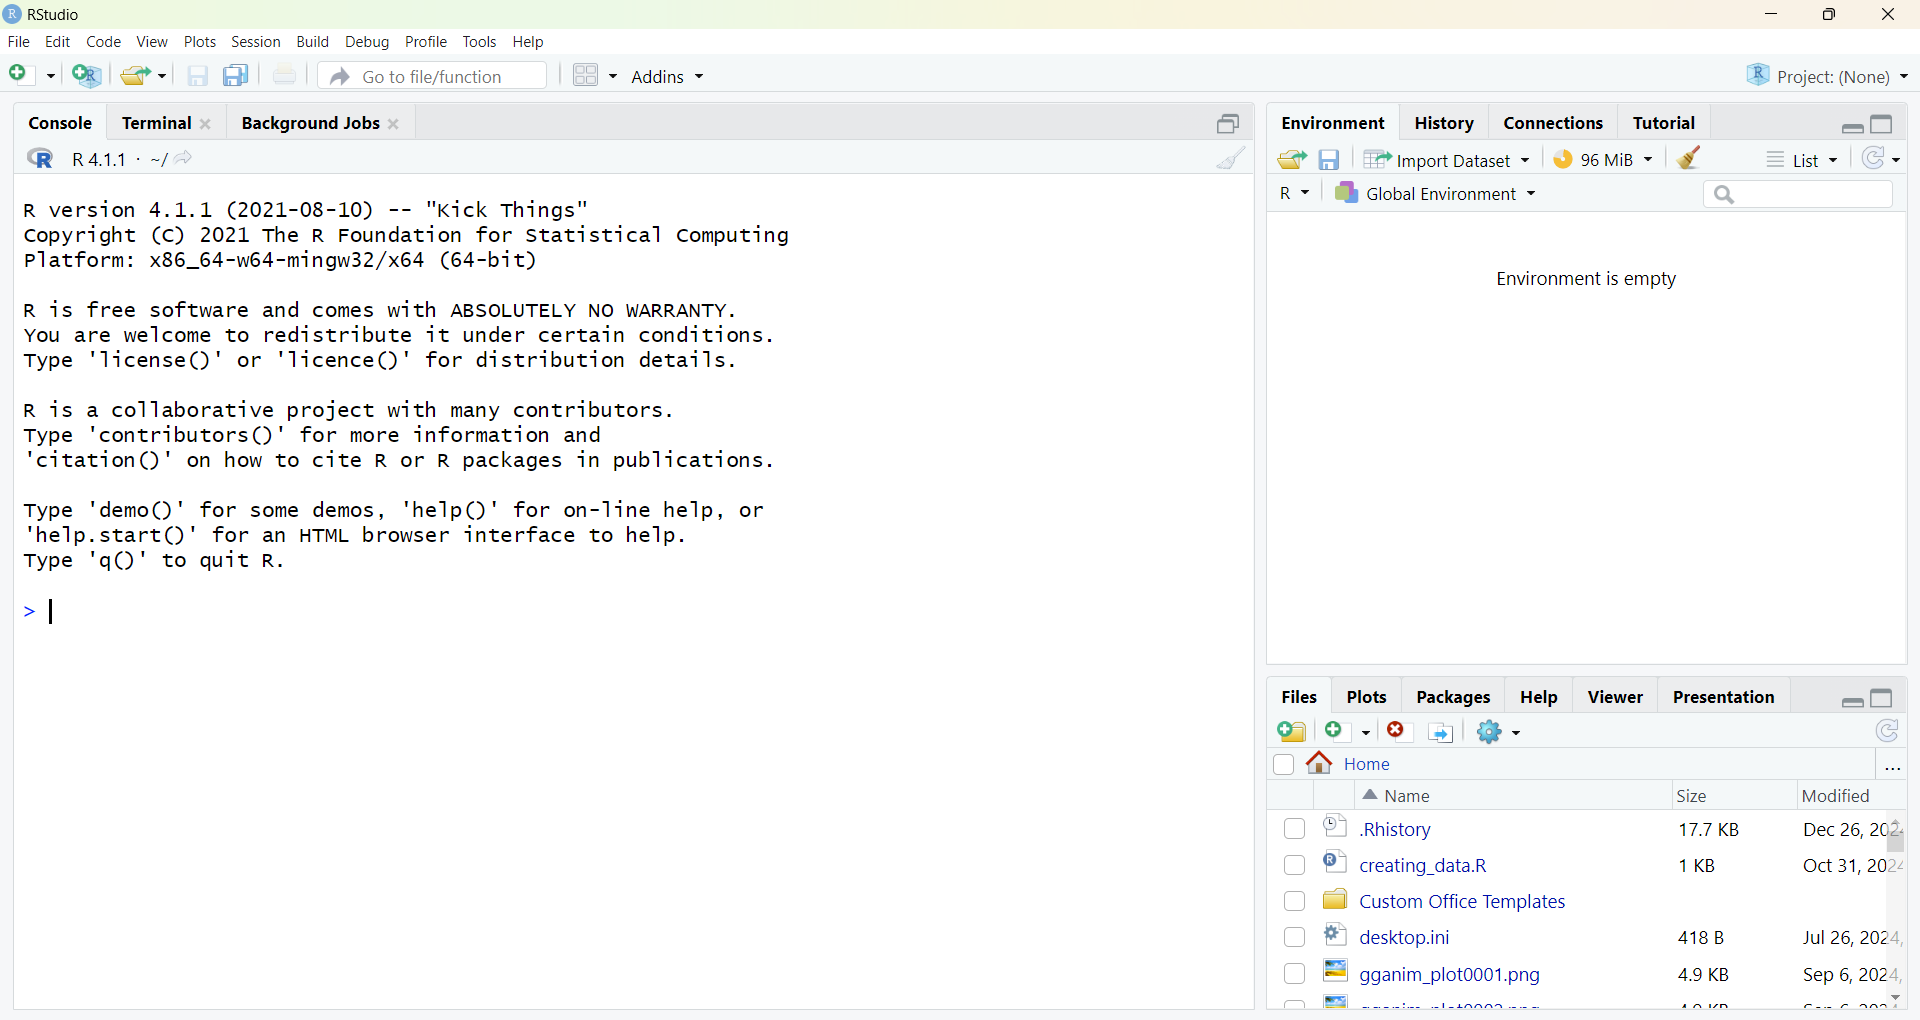 RStudio
File Edit Code View Plots Session Build Debug Profile Tools Help
Go to file/function Addins Project: (None)
Console Terminal Background Jobs
R 4.1.1 · ~/
R version 4.1.1 (2021-08-10) -- "Kick Things"
Copyright (C) 2021 The R Foundation for Statistical Computing
Platform: x86_64-w64-mingw32/x64 (64-bit)
R is free software and comes with ABSOLUTELY NO WARRANTY.
You are welcome to redistribute it under certain conditions.
Type 'license()' or 'licence()' for distribution details.
R is a collaborative project with many contributors.
Type 'contributors()' for more information and
'citation()' on how to cite R or R packages in publications.
Type 'demo()' for some demos, 'help()' for on-line help, or
'help.start()' for an HTML browser interface to help.
Type 'q()' to quit R.
>
Environment History Connections Tutorial
Import Dataset 96 MiB List
R Global Environment
Environment is empty
Files Plots Packages Help Viewer Presentation
Home ...
Name Size Modified
.Rhistory 17.7 KB Dec 26, 2024
creating_data.R 1 KB Oct 31, 2024
Custom Office Templates
desktop.ini 418 B Jul 26, 2024,
gganim_plot0001.png 4.9 KB Sep 6, 2024,